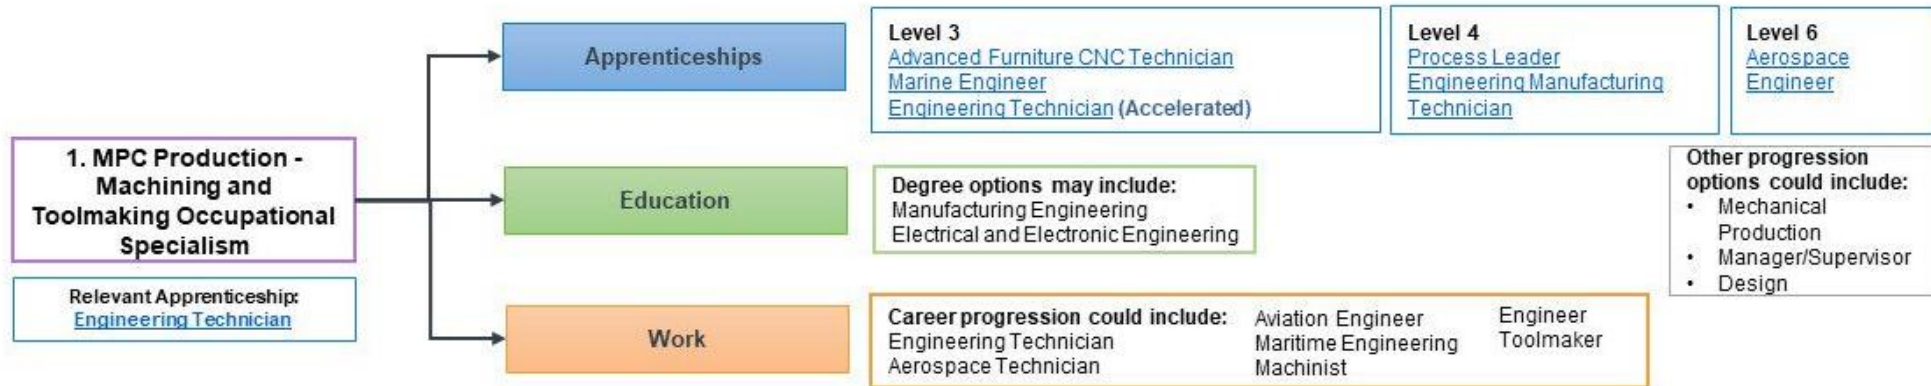 1. MPC Production -
Machining and
Toolmaking Occupational
Specialism
Relevant Apprenticeship:
Engineering Technician
Apprenticeships
Level 3
Advanced Furniture CNC Technician
Marine Engineer
Engineering Technician (Accelerated)
Level 4
Process Leader
Engineering Manufacturing
Technician
Level 6
Aerospace
Engineer
Education
Degree options may include:
Manufacturing Engineering
Electrical and Electronic Engineering
Other progression
options could include:
• Mechanical
Production
• Manager/Supervisor
• Design
Work
Career progression could include:
Engineering Technician
Aerospace Technician
Aviation Engineer
Maritime Engineering
Machinist
Engineer
Toolmaker